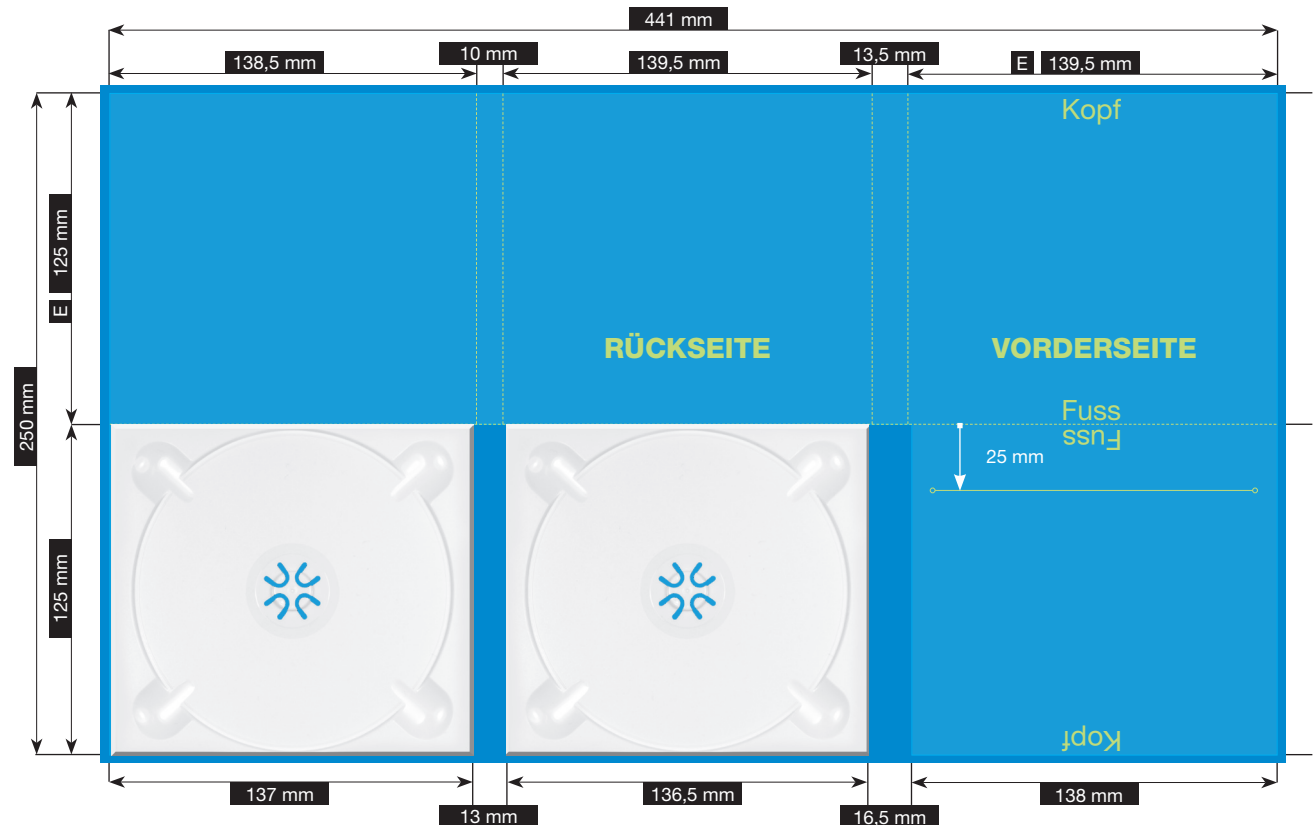 441 mm
138,5 mm
10 mm
139,5 mm
13,5 mm
E 139,5 mm
Kopf
125 mm
E
RÜCKSEITE
VORDERSEITE
250 mm
Fuss
Fuss
25 mm
125 mm
Kopf
137 mm
13 mm
136,5 mm
16,5 mm
138 mm